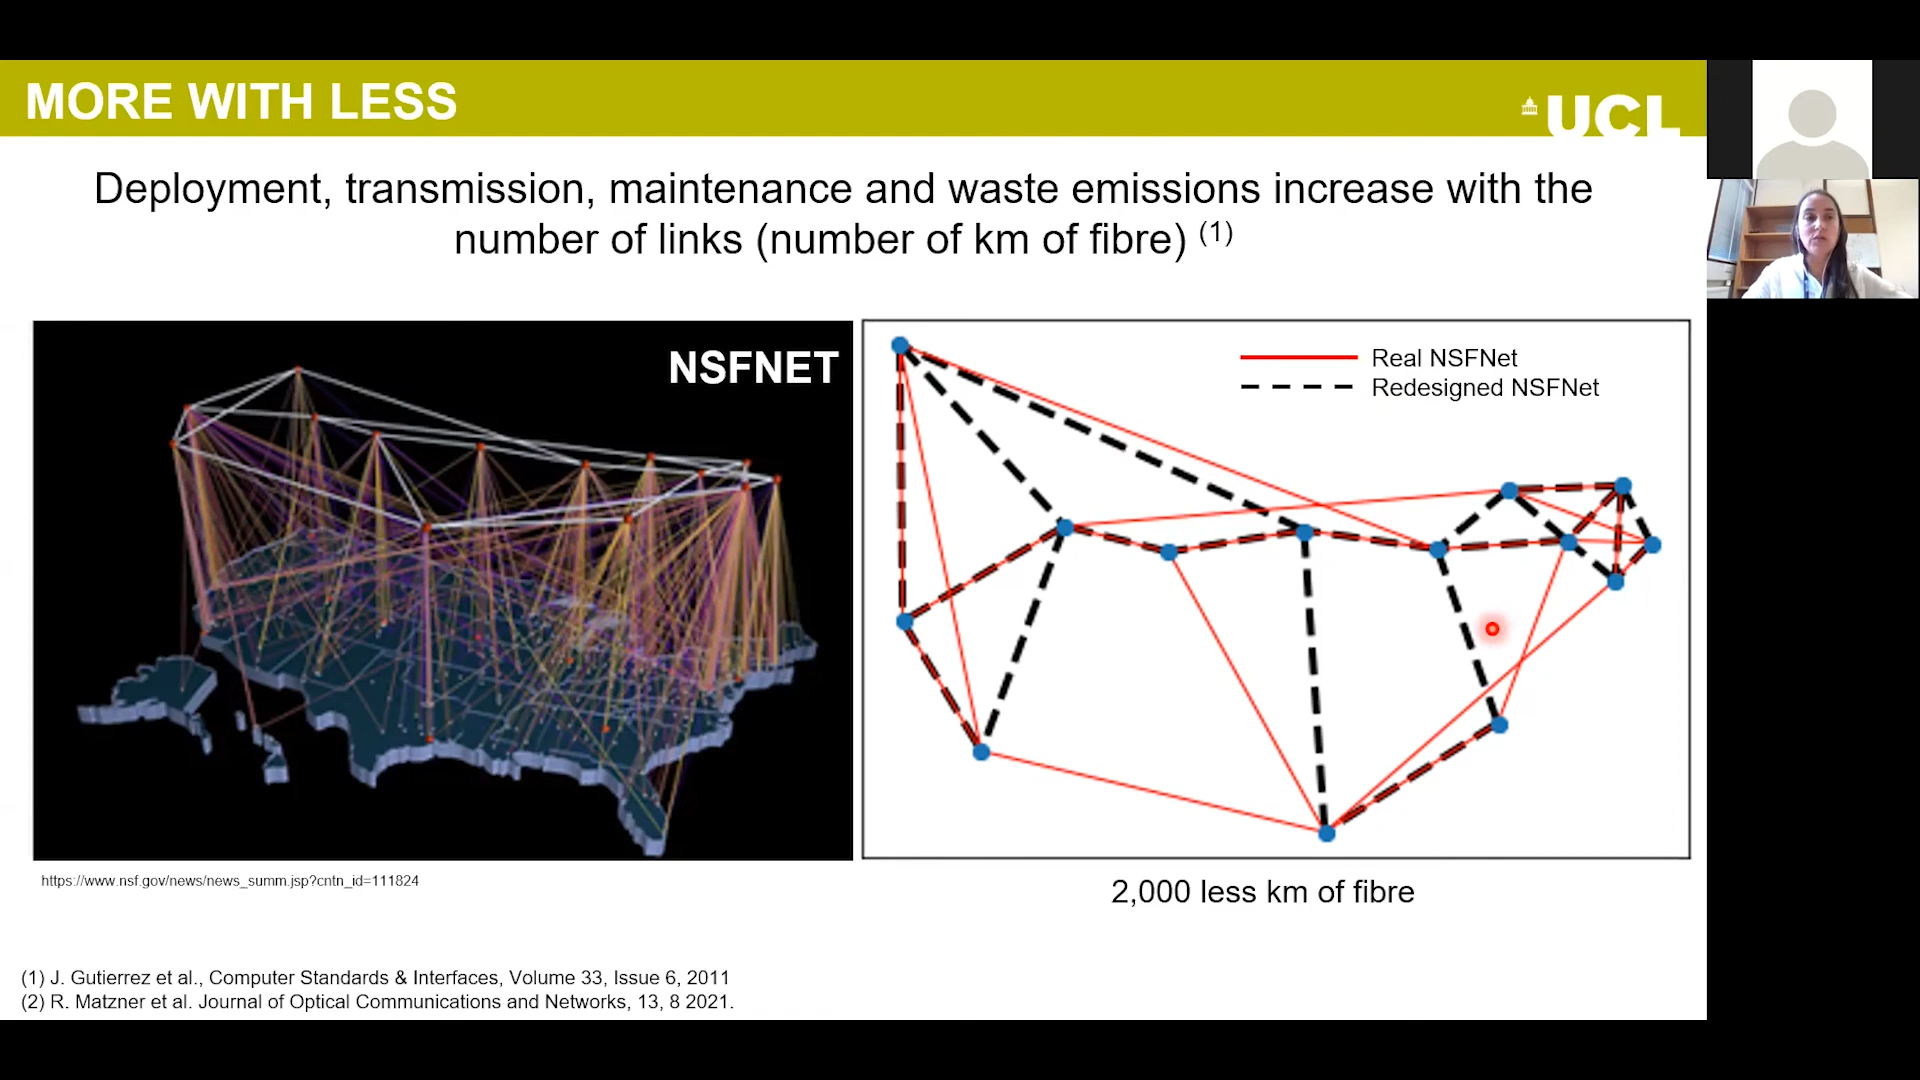 MORE WITH LESS
UCL
Deployment, transmission, maintenance and waste emissions increase with the
number of links (number of km of fibre) (1)
NSFNET
Real NSFNet
Redesigned NSFNet
https://www.nsf.gov/news/news_summ.jsp?cntn_id=111824
2,000 less km of fibre
(1) J. Gutierrez et al., Computer Standards & Interfaces, Volume 33, Issue 6, 2011
(2) R. Matzner et al. Journal of Optical Communications and Networks, 13, 8 2021.